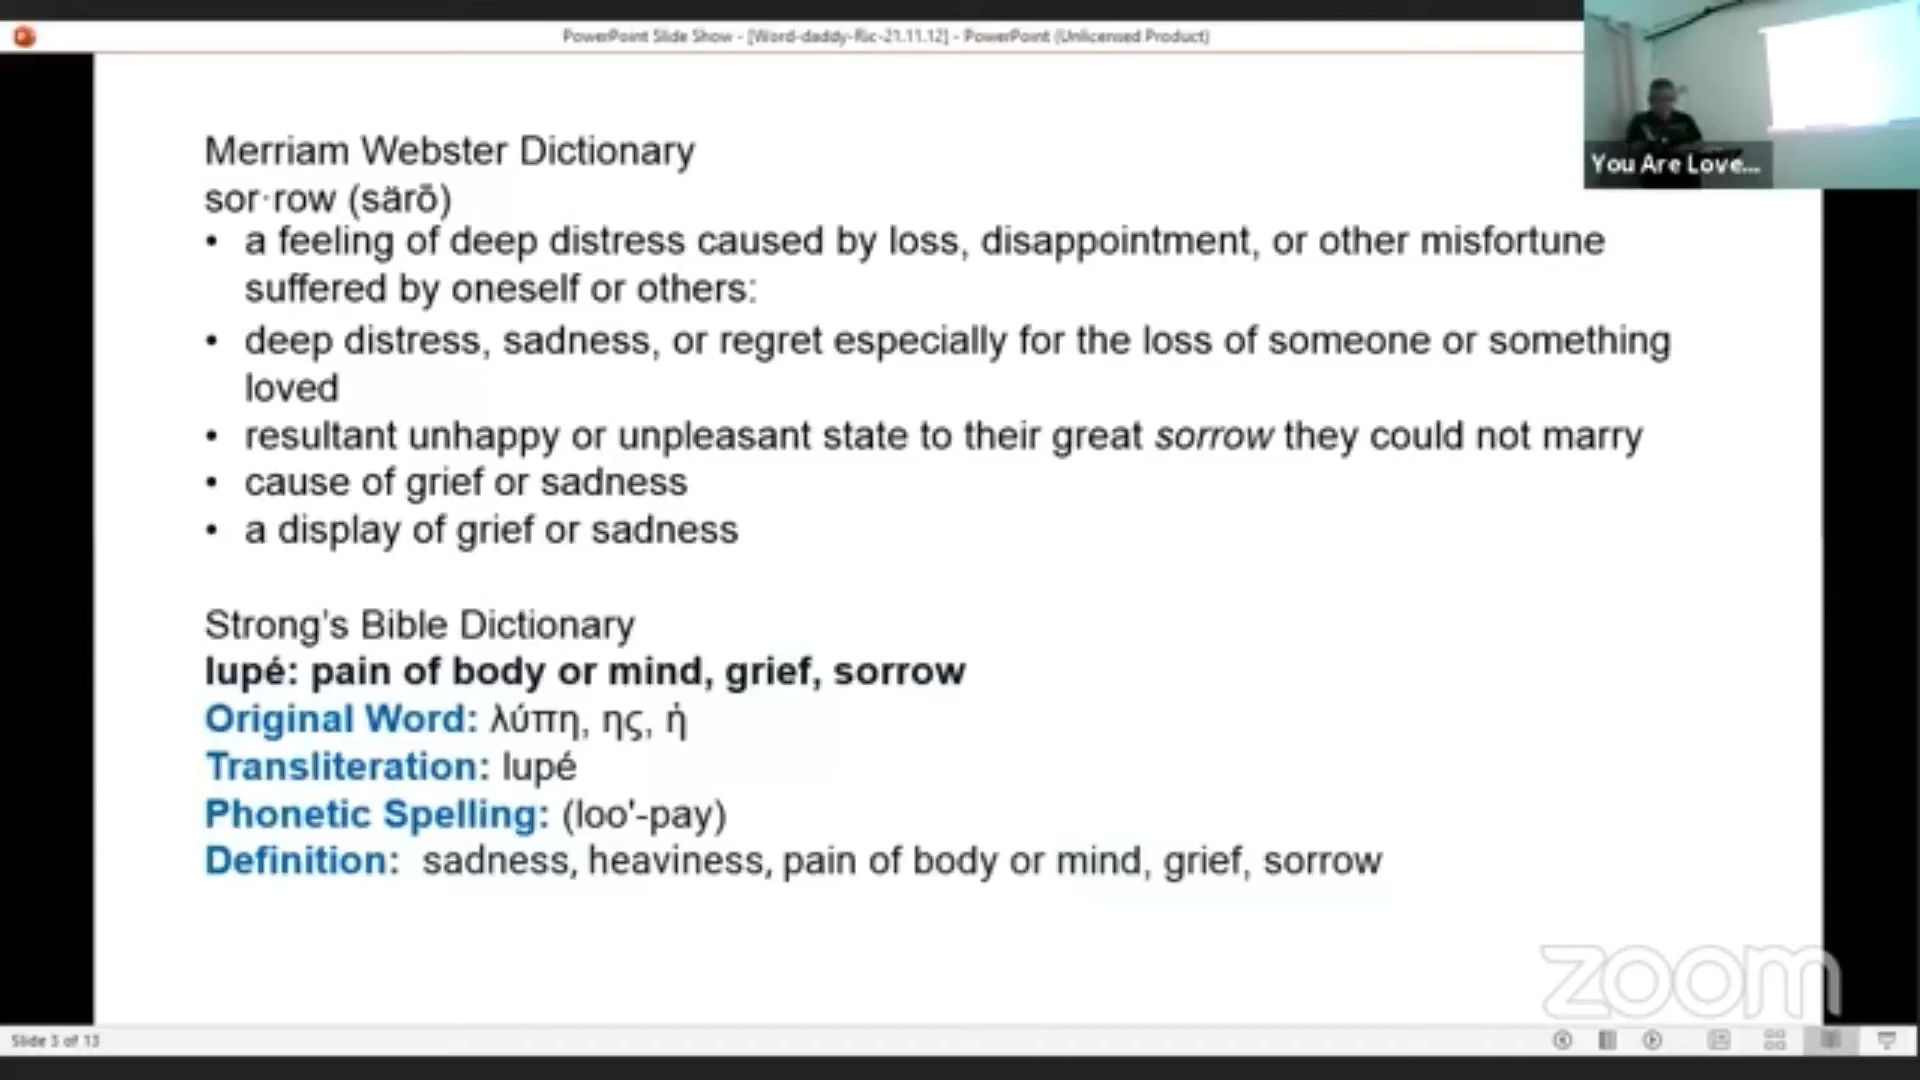 PowerPoint Slide Show - [Word-daddy-Ric-21.11.12] - PowerPoint (Unlicensed Product)
You Are Love...
Merriam Webster Dictionary
sor·row (särō)
• a feeling of deep distress caused by loss, disappointment, or other misfortune
suffered by oneself or others:
• deep distress, sadness, or regret especially for the loss of someone or something
loved
• resultant unhappy or unpleasant state to their great sorrow they could not marry
• cause of grief or sadness
• a display of grief or sadness
Strong's Bible Dictionary
lupé: pain of body or mind, grief, sorrow
Original Word: λύπη, ης, ἡ
Transliteration: lupé
Phonetic Spelling: (loo'-pay)
Definition: sadness, heaviness, pain of body or mind, grief, sorrow
zoom
Slide 3 of 13